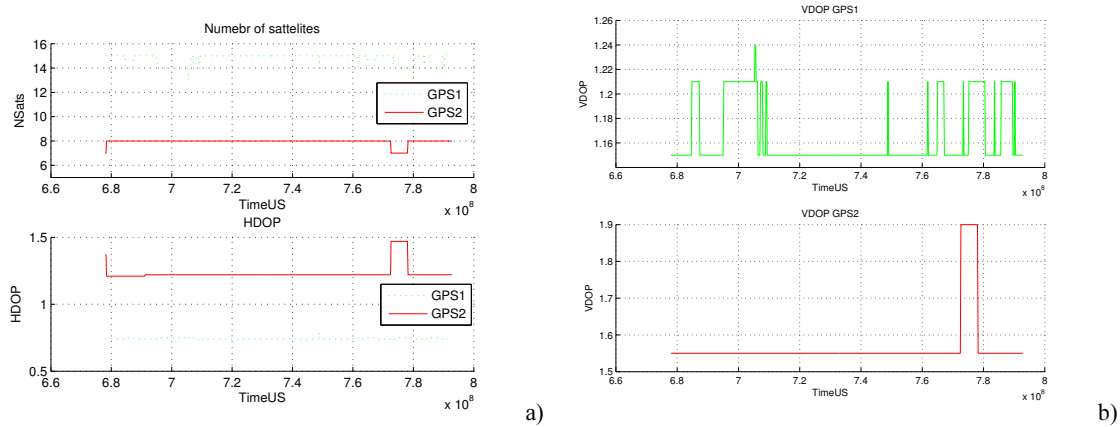 Numebr of sattelites
16
14
12
10
8
6
NSats
GPS1
GPS2
6.6 6.8 7 7.2 7.4 7.6 7.8 8
TimeUS
x 10^8
HDOP
1.5
1
0.5
HDOP
GPS1
GPS2
6.6 6.8 7 7.2 7.4 7.6 7.8 8
TimeUS
x 10^8
a)
VDOP GPS1
1.26
1.24
1.22
1.2
1.18
1.16
VDOP
6.6 6.8 7 7.2 7.4 7.6 7.8 8
TimeUS
x 10^8
VDOP GPS2
1.9
1.8
1.7
1.6
1.5
VDOP
6.6 6.8 7 7.2 7.4 7.6 7.8 8
TimeUS
x 10^8
b)